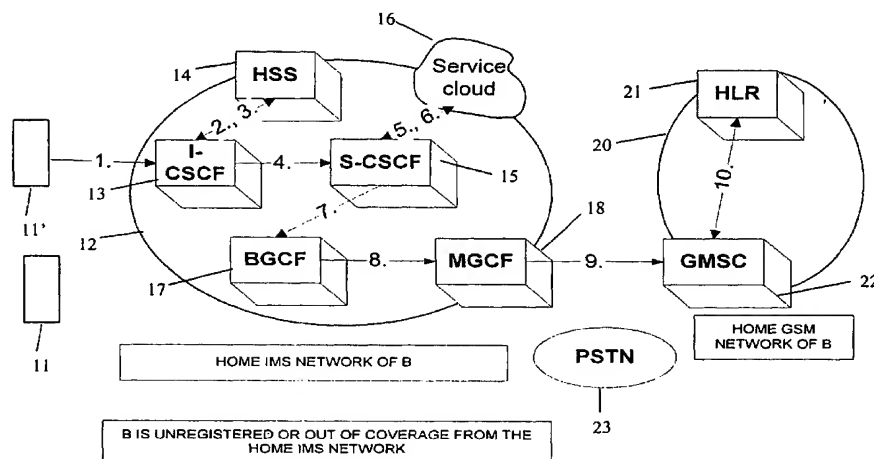 16
14
HSS
Service
cloud
21
HLR
2., 3.
5., 6.
20
1.
I-
CSCF
4.
S-CSCF
15
10.
13
11'
7.
18
12
BGCF
8.
MGCF
9.
GMSC
17
22
11
HOME IMS NETWORK OF B
PSTN
HOME GSM
NETWORK OF B
23
B IS UNREGISTERED OR OUT OF COVERAGE FROM THE
HOME IMS NETWORK